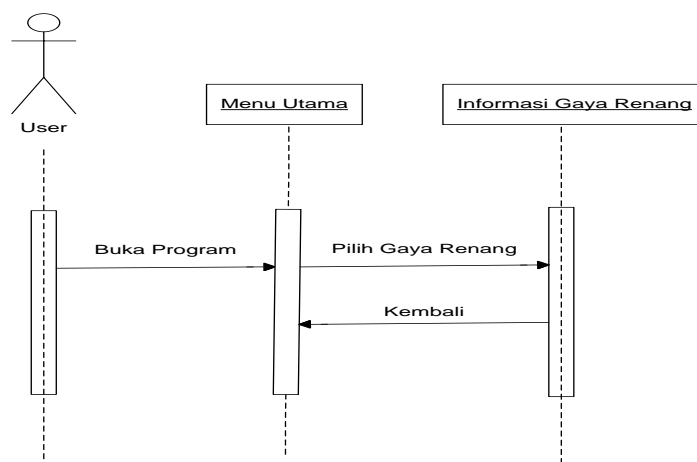 User
Menu Utama
Informasi Gaya Renang
Buka Program
Pilih Gaya Renang
Kembali